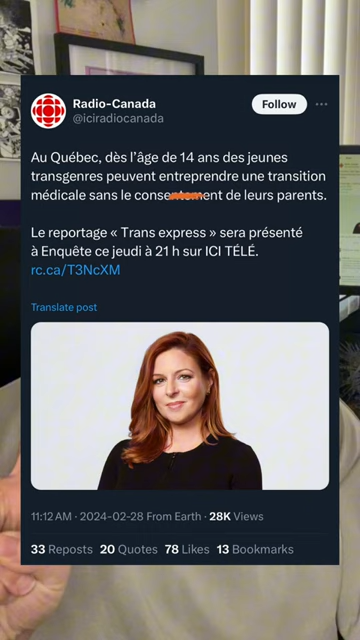 Radio-Canada
@iciradiocanada
Follow
Au Québec, dès l'âge de 14 ans des jeunes
transgenres peuvent entreprendre une transition
médicale sans le consentement de leurs parents.
Le reportage « Trans express » sera présenté
à Enquête ce jeudi à 21 h sur ICI TÉLÉ.
rc.ca/T3NcXM
Translate post
11:12 AM · 2024-02-28 From Earth · 28K Views
33 Reposts 20 Quotes 78 Likes 13 Bookmarks